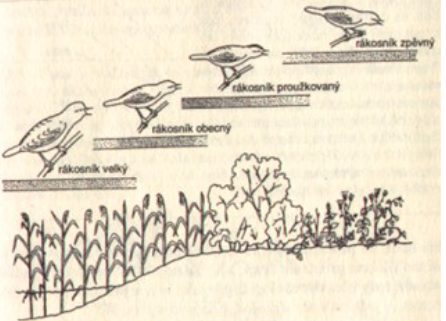 rákosník zpěvný
rákosník proužkovaný
rákosník obecný
rákosník velký